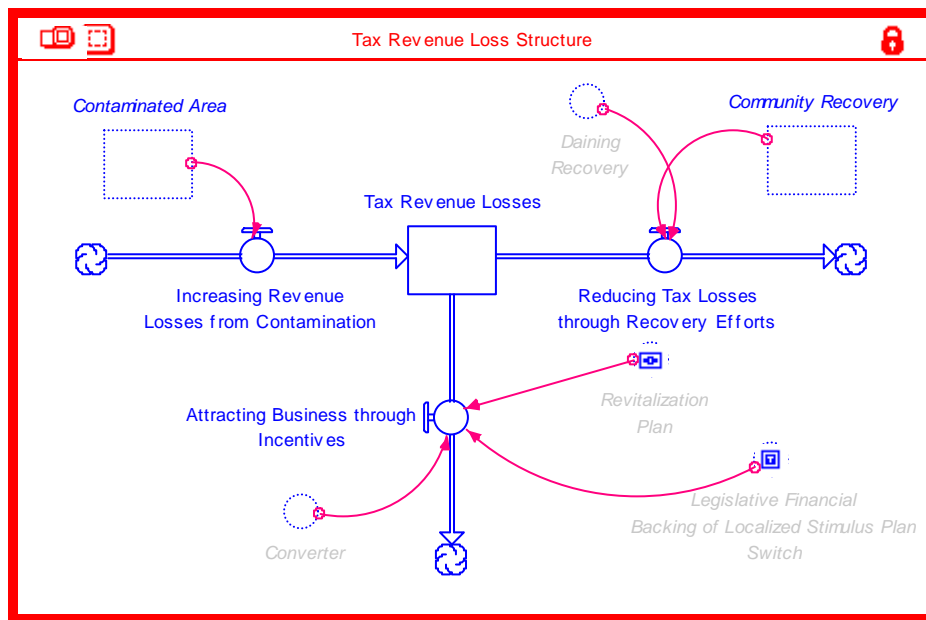 Tax Revenue Loss Structure
Contaminated Area
Community Recovery
Daining
Recovery
Tax Revenue Losses
Increasing Revenue
Losses from Contamination
Reducing Tax Losses
through Recovery Efforts
Revitalization
Plan
Attracting Business through
Incentives
Legislative Financial
Backing of Localized Stimulus Plan
Switch
Converter